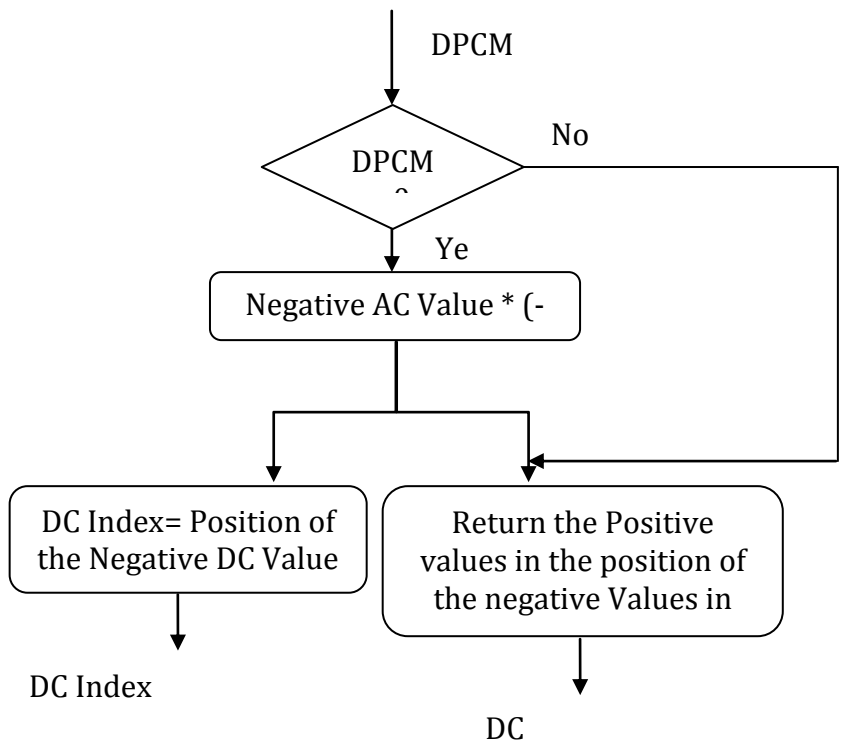 DPCM
No
DPCM
Ye
Negative AC Value * (-
DC Index= Position of
the Negative DC Value
Return the Positive
values in the position of
the negative Values in
DC Index
DC